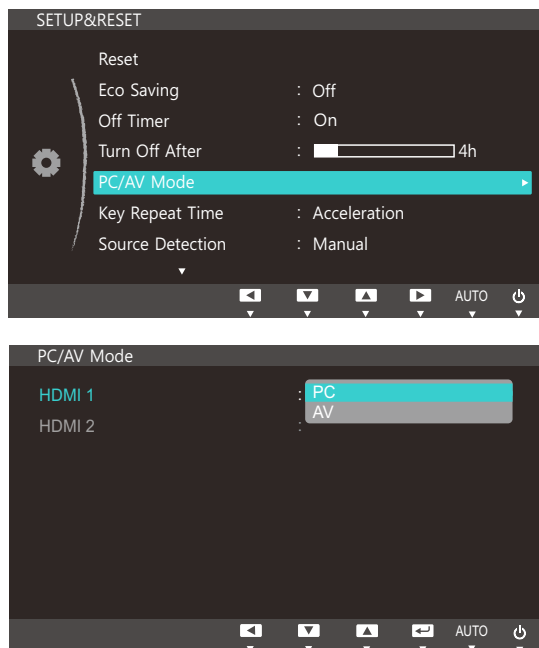 SETUP&RESET
Reset
Eco Saving : Off
Off Timer : On
Turn Off After : 4h
PC/AV Mode
Key Repeat Time : Acceleration
Source Detection : Manual
AUTO
PC/AV Mode
HDMI 1 : PC
AV
HDMI 2 :
AUTO